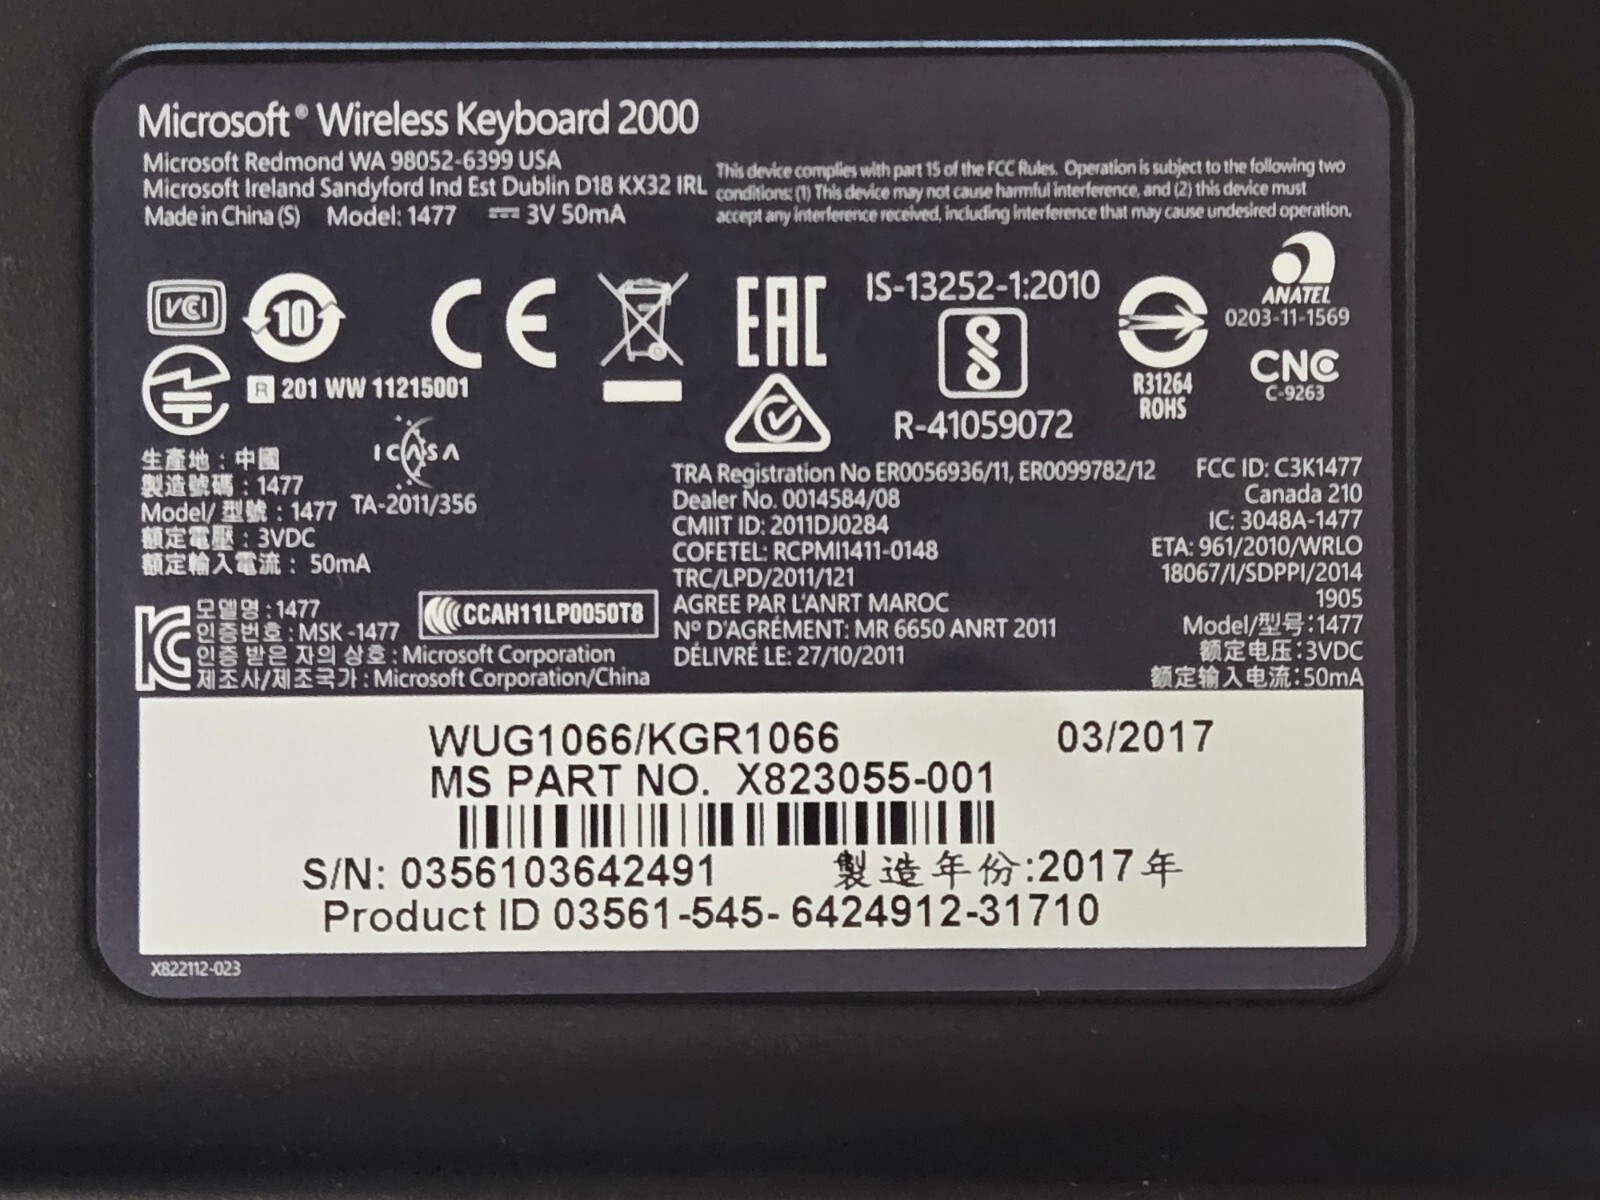 Microsoft® Wireless Keyboard 2000
Microsoft Redmond WA 98052-6399 USA
Microsoft Ireland Sandyford Ind Est Dublin D18 KX32 IRL
Made in China (S) Model: 1477 ⎓ 3V 50mA
This device complies with part 15 of the FCC Rules. Operation is subject to the following two
conditions: (1) This device may not cause harmful interference, and (2) this device must
accept any interference received, including interference that may cause undesired operation.
VCI
10
CE
EAC
IS-13252-1:2010
R-41059072
R31264
ROHS
ANATEL
0203-11-1569
CNC
C-9263
R 201 WW 11215001
ICASA
TA-2011/356
生產地：中國
製造號碼：1477
Model/ 型號：1477
額定電壓：3VDC
額定輸入電流： 50mA
모델명 : 1477
인증번호 : MSK -1477
인증 받은 자의 상호 : Microsoft Corporation
제조사/제조국가 : Microsoft Corporation/China
CCAH11LP0050T8
TRA Registration No ER0056936/11, ER0099782/12
Dealer No. 0014584/08
CMIIT ID: 2011DJ0284
COFETEL: RCPMI1411-0148
TRC/LPD/2011/121
AGREE PAR L'ANRT MAROC
Nº D'AGRÉMENT: MR 6650 ANRT 2011
DÉLIVRÉ LE: 27/10/2011
FCC ID: C3K1477
Canada 210
IC: 3048A-1477
ETA: 961/2010/WRLO
18067/I/SDPPI/2014
1905
Model/型号:1477
额定电压:3VDC
额定输入电流:50mA
WUG1066/KGR1066 03/2017
MS PART NO. X823055-001
S/N: 0356103642491 製造年份:2017年
Product ID 03561-545- 6424912-31710
X822112-023